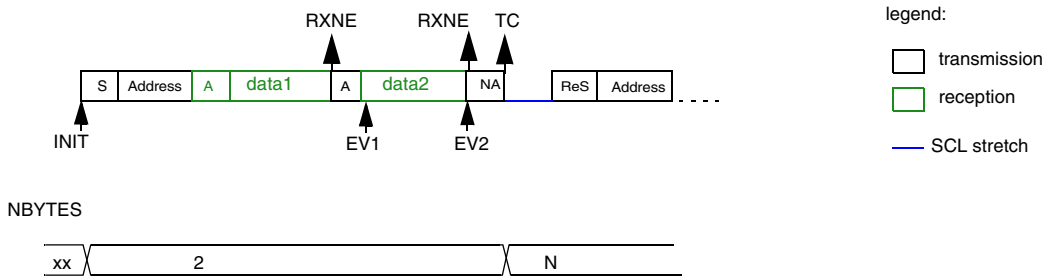 legend:
RXNE RXNE TC
transmission
S Address A data1 A data2 NA ReS Address
reception
INIT EV1 EV2
SCL stretch
NBYTES
xx 2 N